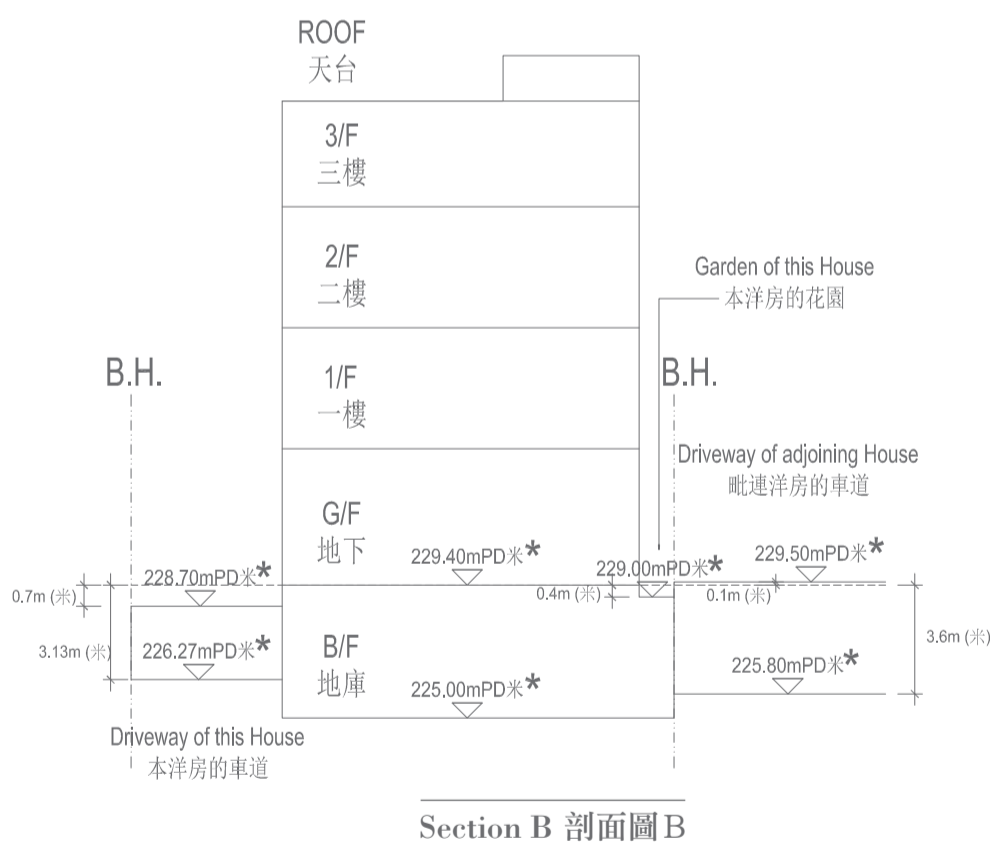 ROOF
天台
3/F
三樓
2/F
二樓
Garden of this House
本洋房的花園
B.H.
1/F
一樓
B.H.
Driveway of adjoining House
毗連洋房的車道
G/F
地下
229.40mPD米*
229.50mPD米*
228.70mPD米*
229.00mPD米*
0.7m (米)
0.4m (米)
0.1m (米)
3.13m (米)
226.27mPD米*
B/F
地庫
225.00mPD米*
225.80mPD米*
3.6m (米)
Driveway of this House
本洋房的車道
Section B 剖面圖B